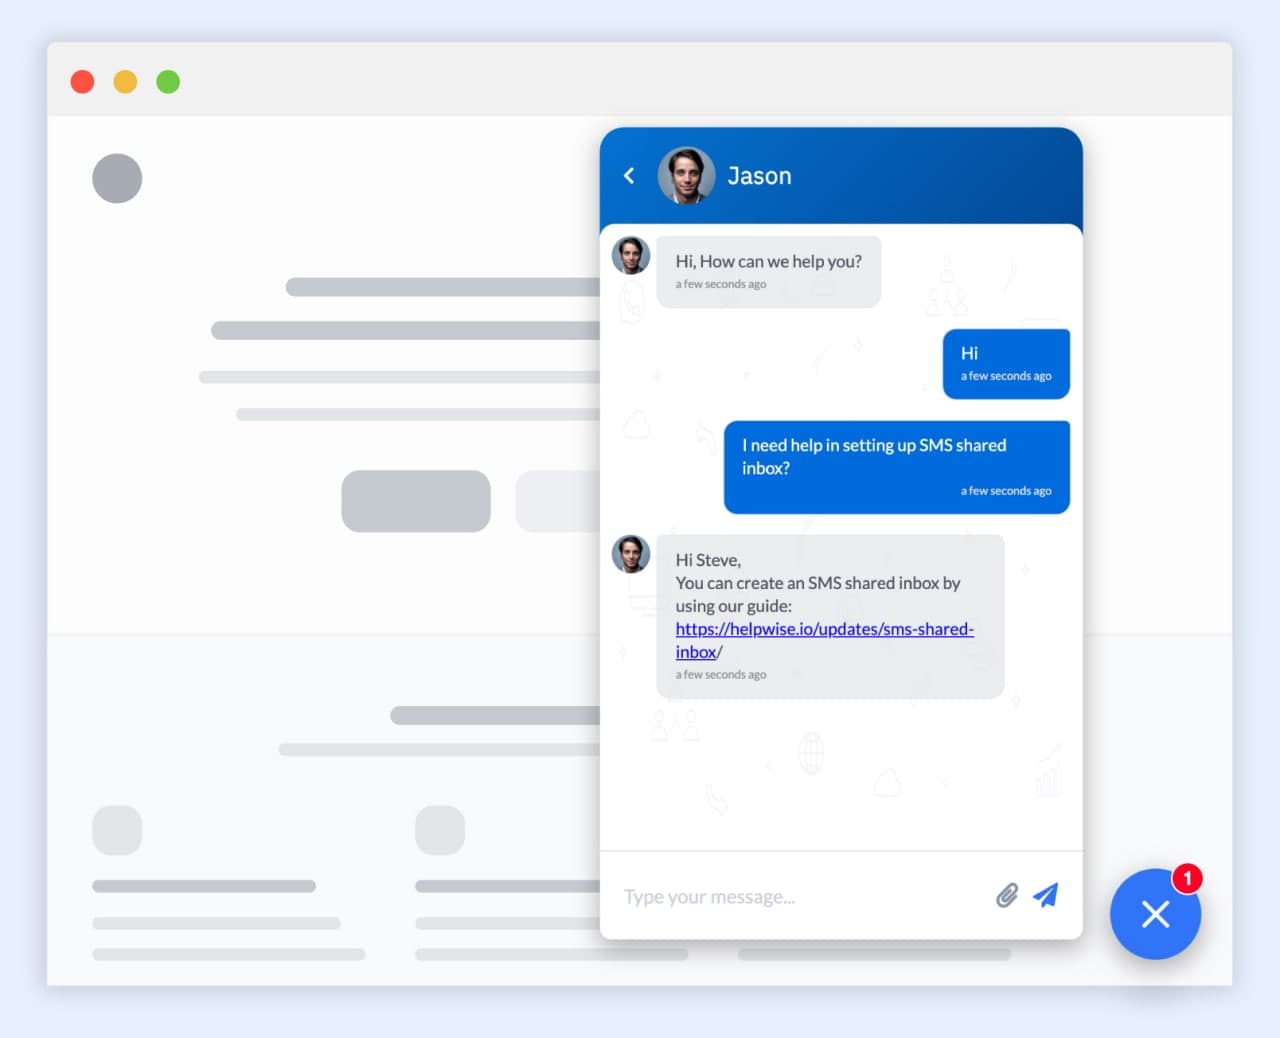 Jason
Hi, How can we help you?
a few seconds ago
Hi
a few seconds ago
I need help in setting up SMS shared
inbox?
a few seconds ago
Hi Steve,
You can create an SMS shared inbox by
using our guide:
https://helpwise.io/updates/sms-shared-
inbox/
a few seconds ago
Type your message...
1